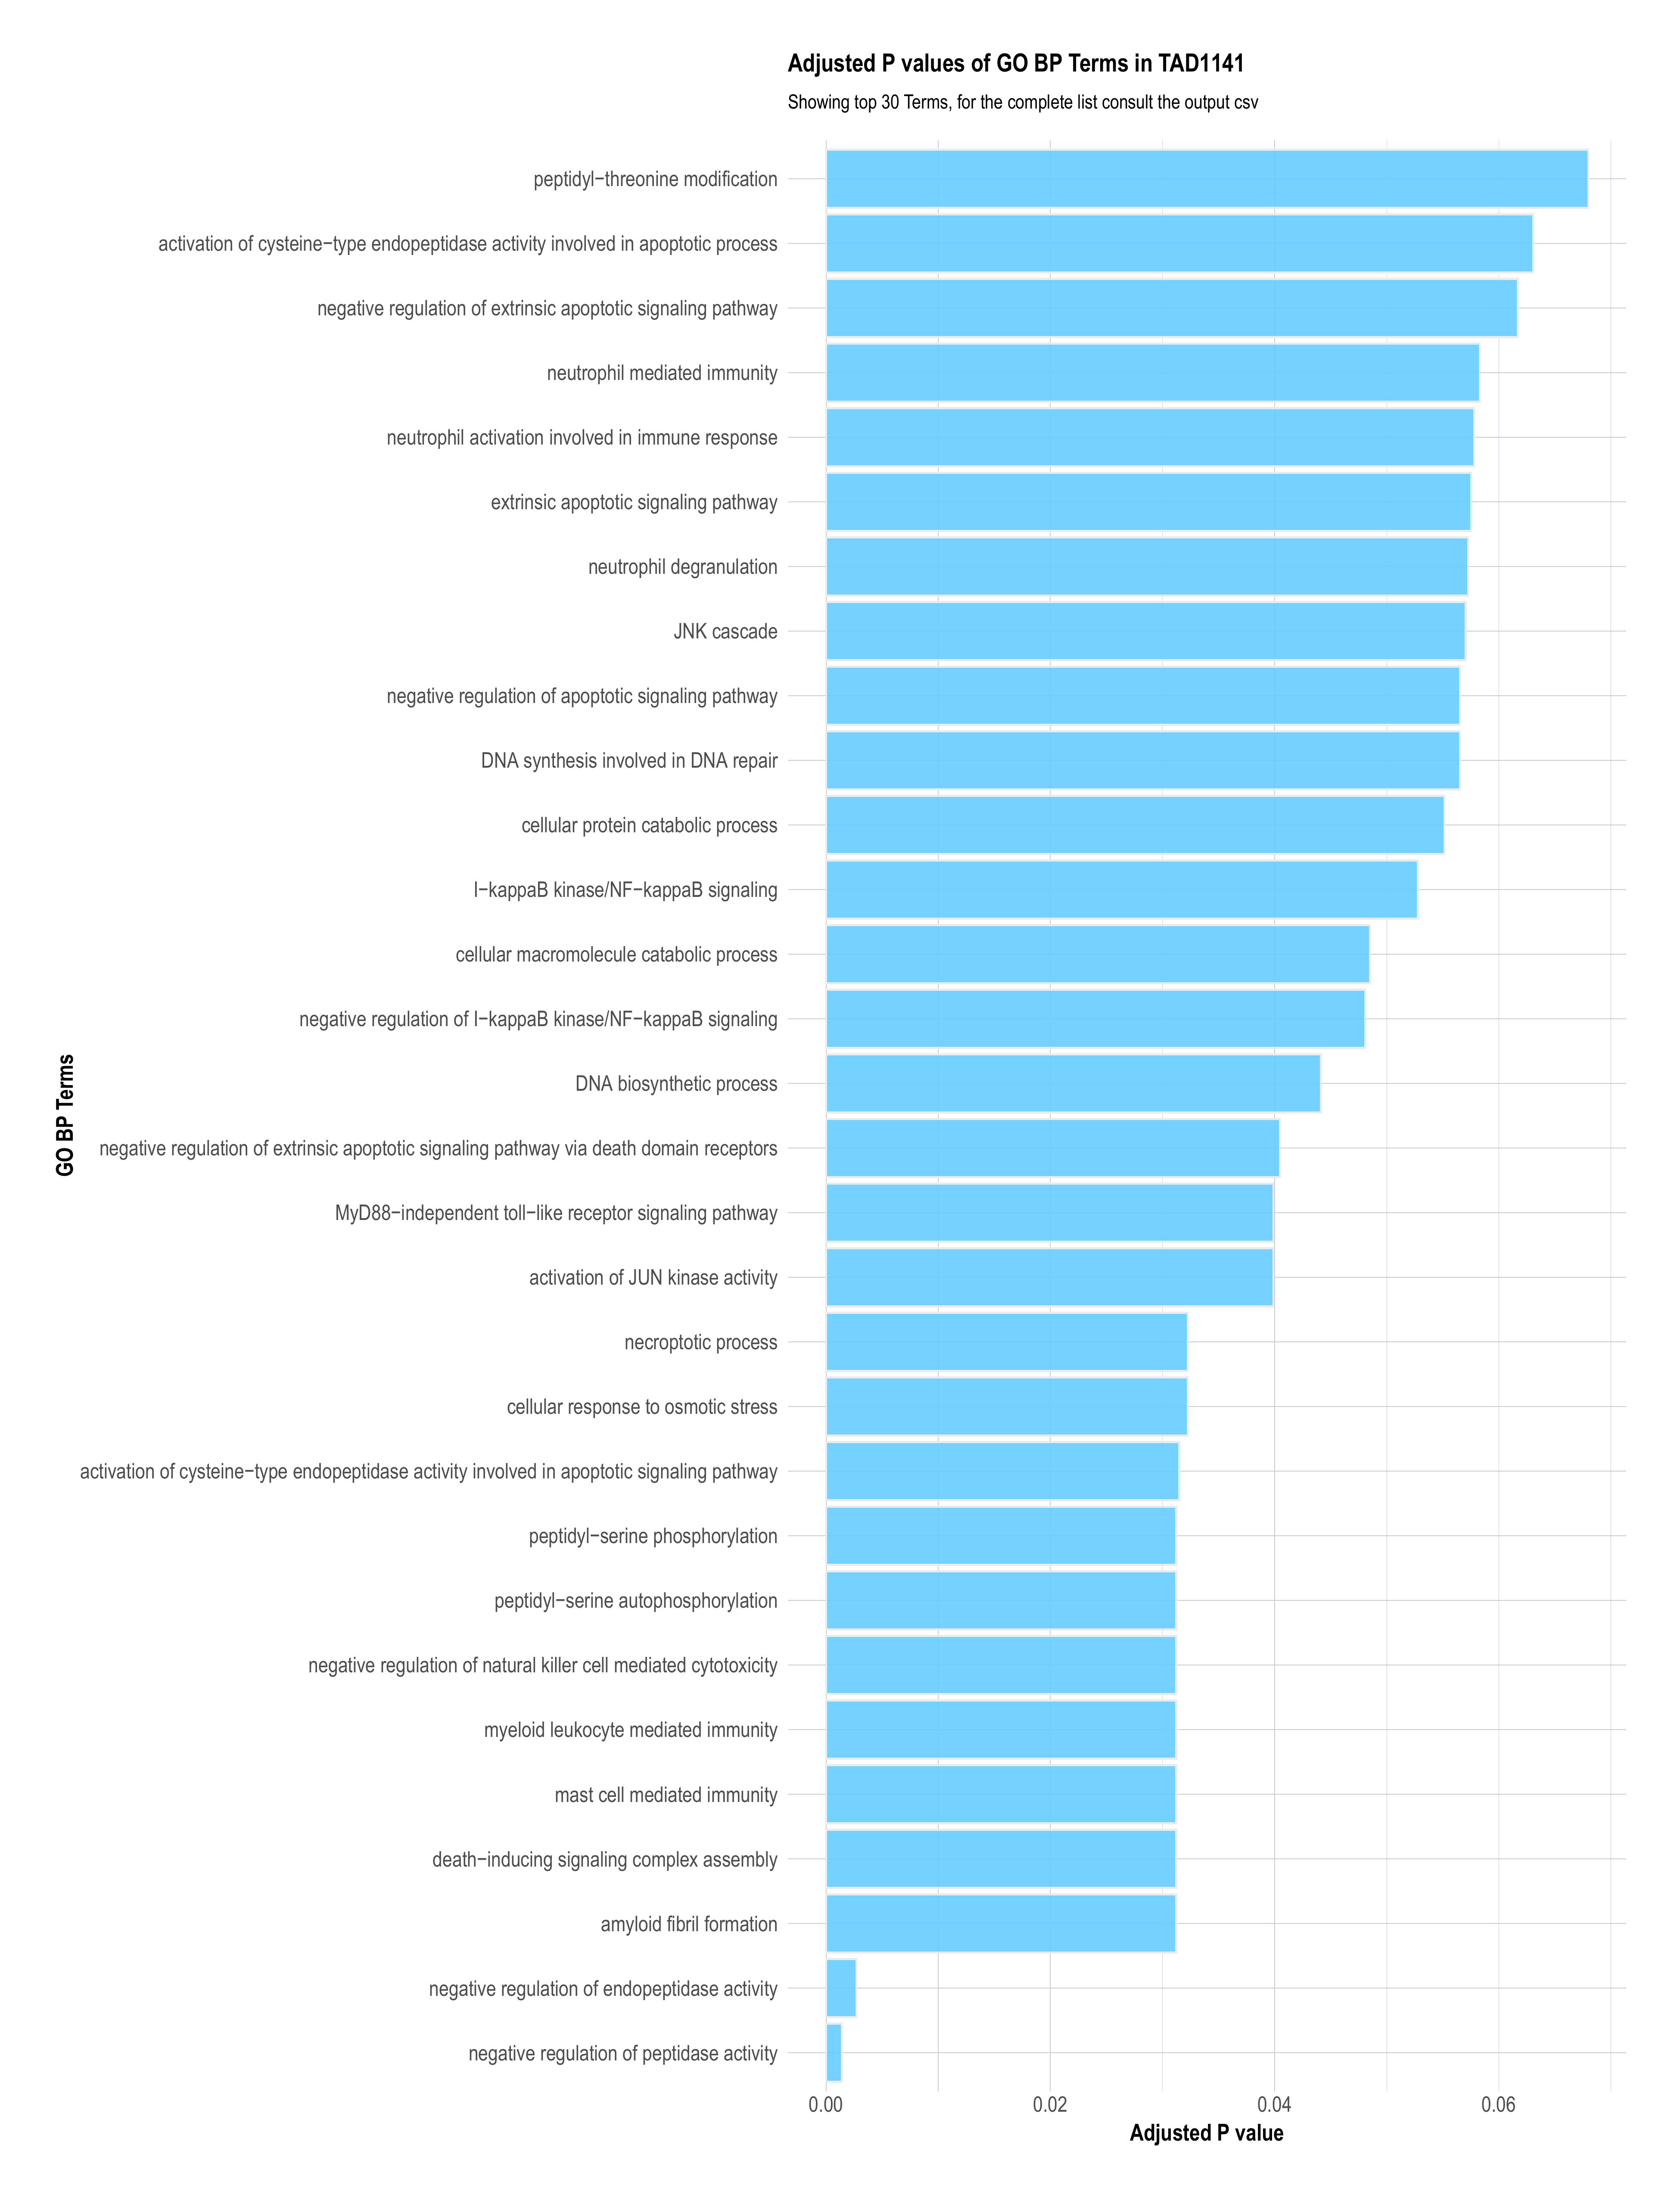 Adjusted P values of GO BP Terms in TAD1141
Showing top 30 Terms, for the complete list consult the output csv
GO BP Terms
peptidyl−threonine modification
activation of cysteine−type endopeptidase activity involved in apoptotic process
negative regulation of extrinsic apoptotic signaling pathway
neutrophil mediated immunity
neutrophil activation involved in immune response
extrinsic apoptotic signaling pathway
neutrophil degranulation
JNK cascade
negative regulation of apoptotic signaling pathway
DNA synthesis involved in DNA repair
cellular protein catabolic process
I−kappaB kinase/NF−kappaB signaling
cellular macromolecule catabolic process
negative regulation of I−kappaB kinase/NF−kappaB signaling
DNA biosynthetic process
negative regulation of extrinsic apoptotic signaling pathway via death domain receptors
MyD88−independent toll−like receptor signaling pathway
activation of JUN kinase activity
necroptotic process
cellular response to osmotic stress
activation of cysteine−type endopeptidase activity involved in apoptotic signaling pathway
peptidyl−serine phosphorylation
peptidyl−serine autophosphorylation
negative regulation of natural killer cell mediated cytotoxicity
myeloid leukocyte mediated immunity
mast cell mediated immunity
death−inducing signaling complex assembly
amyloid fibril formation
negative regulation of endopeptidase activity
negative regulation of peptidase activity
0.00 0.02 0.04 0.06
Adjusted P value